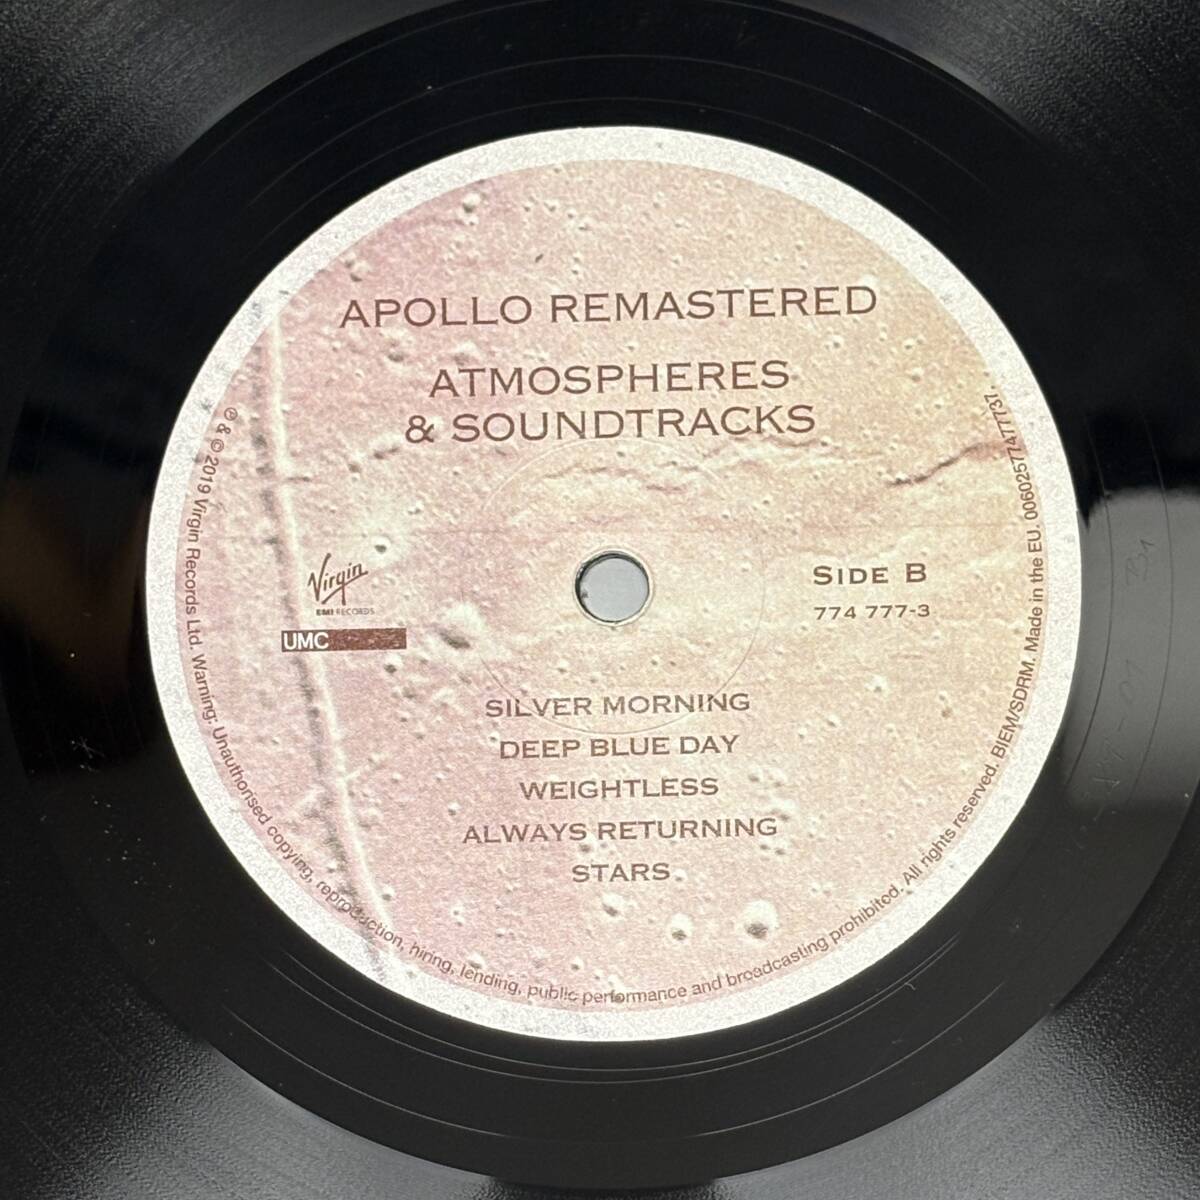 APOLLO REMASTERED
ATMOSPHERES
& SOUNDTRACKS
Virgin
EMI RECORDS
UMC
SIDE B
774 777-3
SILVER MORNING
DEEP BLUE DAY
WEIGHTLESS
ALWAYS RETURNING
STARS
℗ & © 2019 Virgin Records Ltd. Warning: Unauthorised copying, reproduction, hiring, lending, public performance and broadcasting prohibited. All rights reserved. BIEM/SDRM. Made in the EU. 00602577477737.